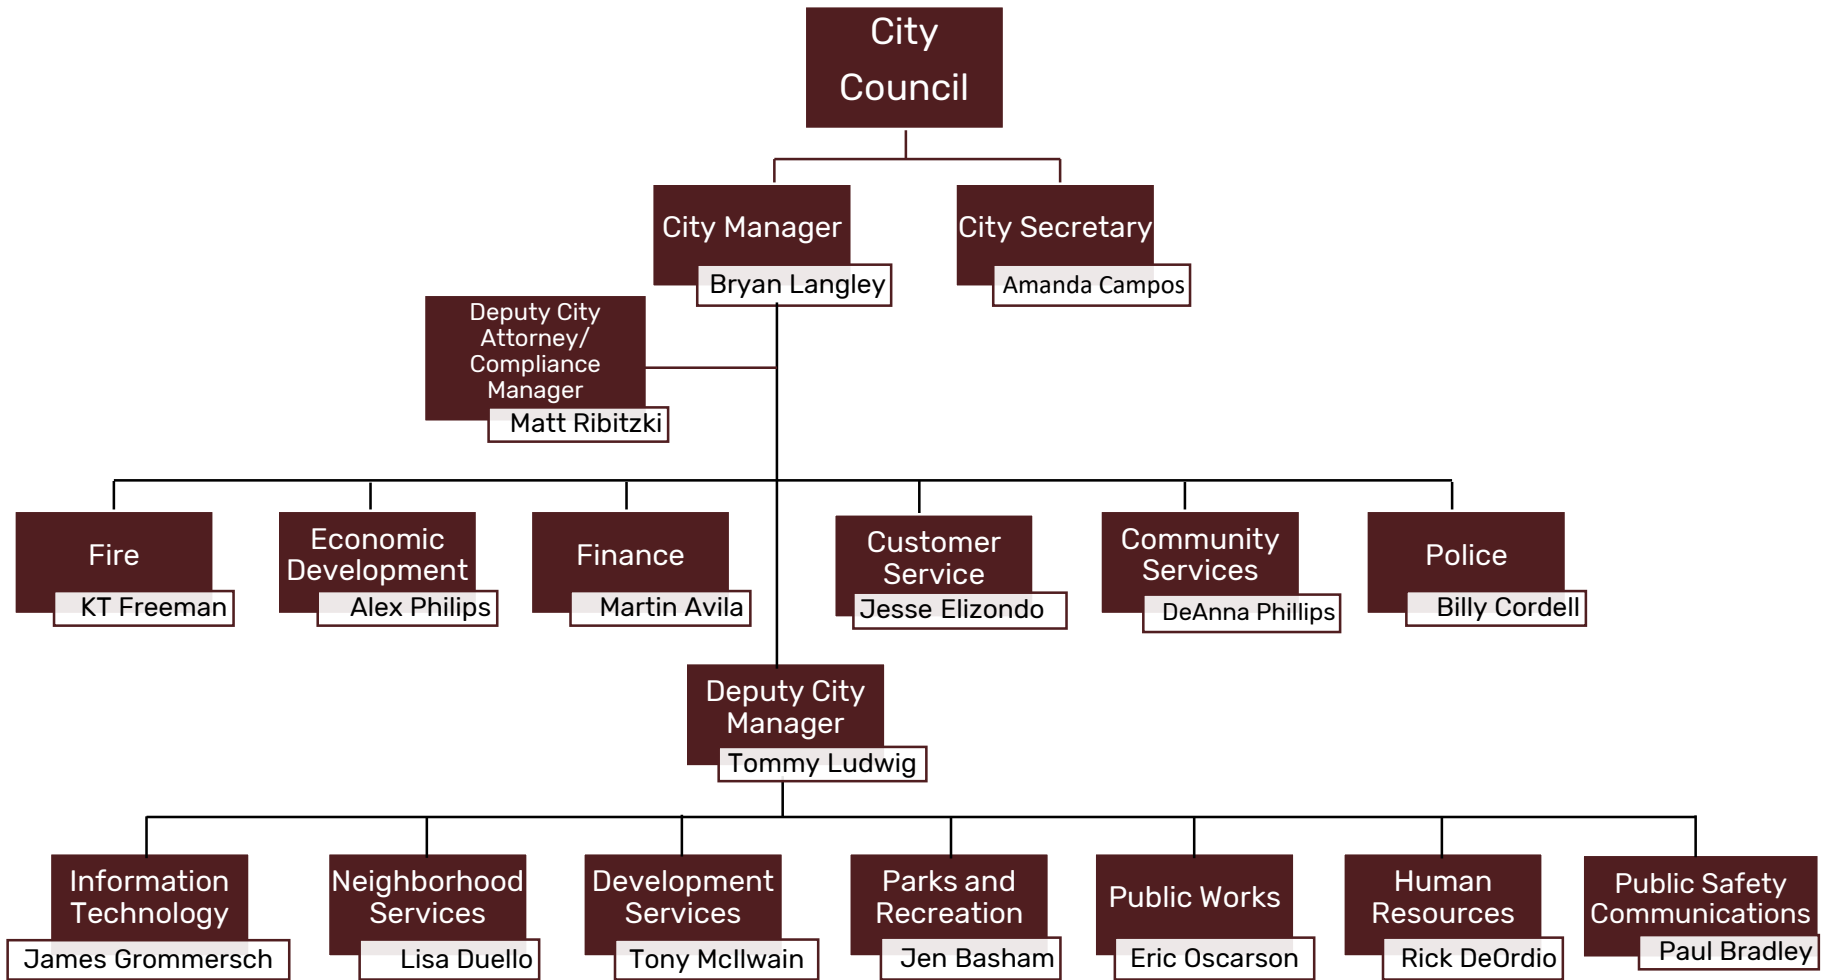 City
Council
City Manager
Bryan Langley
City Secretary
Amanda Campos
Deputy City
Attorney/
Compliance
Manager
Matt Ribitzki
Fire
KT Freeman
Economic
Development
Alex Philips
Finance
Martin Avila
Customer
Service
Jesse Elizondo
Community
Services
DeAnna Phillips
Police
Billy Cordell
Deputy City
Manager
Tommy Ludwig
Information
Technology
James Grommersch
Neighborhood
Services
Lisa Duello
Development
Services
Tony McIlwain
Parks and
Recreation
Jen Basham
Public Works
Eric Oscarson
Human
Resources
Rick DeOrdio
Public Safety
Communications
Paul Bradley